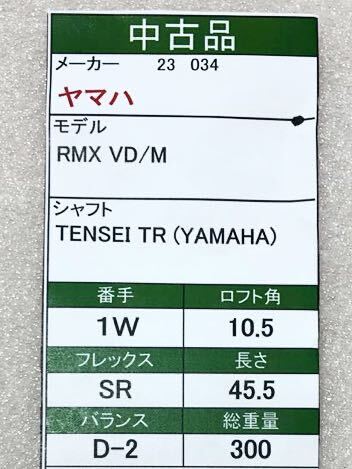 中古品
メーカー 23 034
ヤマハ
モデル
RMX VD/M
シャフト
TENSEI TR (YAMAHA)
番手 ロフト角
1W 10.5
フレックス 長さ
SR 45.5
バランス 総重量
D-2 300